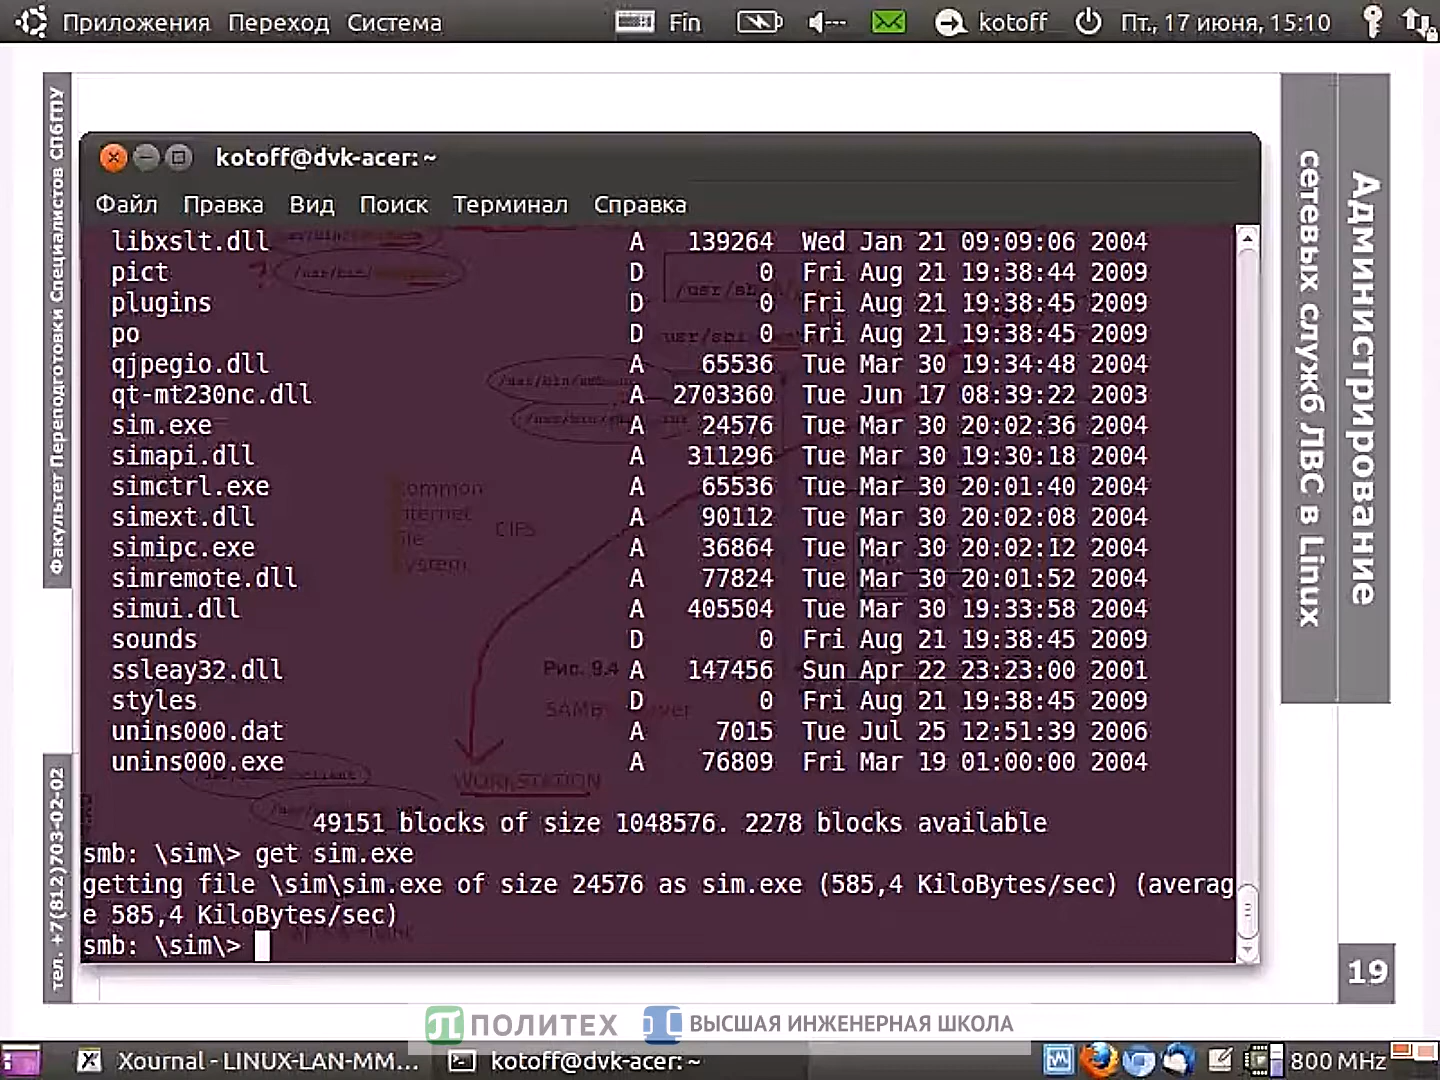 Приложения Переход Система Fin kotoff Пт., 17 июня, 15:10
Факультет Переподготовки Специалистов СПбГПУ
тел. +7(812)703-02-02
kotoff@dvk-acer: ~
Файл Правка Вид Поиск Терминал Справка
libxslt.dll A 139264 Wed Jan 21 09:09:06 2004
pict D 0 Fri Aug 21 19:38:44 2009
plugins D 0 Fri Aug 21 19:38:45 2009
po D 0 Fri Aug 21 19:38:45 2009
qjpegio.dll A 65536 Tue Mar 30 19:34:48 2004
qt-mt230nc.dll A 2703360 Tue Jun 17 08:39:22 2003
sim.exe A 24576 Tue Mar 30 20:02:36 2004
simapi.dll A 311296 Tue Mar 30 19:30:18 2004
simctrl.exe A 65536 Tue Mar 30 20:01:40 2004
simext.dll A 90112 Tue Mar 30 20:02:08 2004
simipc.exe A 36864 Tue Mar 30 20:02:12 2004
simremote.dll A 77824 Tue Mar 30 20:01:52 2004
simui.dll A 405504 Tue Mar 30 19:33:58 2004
sounds D 0 Fri Aug 21 19:38:45 2009
ssleay32.dll A 147456 Sun Apr 22 23:23:00 2001
styles D 0 Fri Aug 21 19:38:45 2009
unins000.dat A 7015 Tue Jul 25 12:51:39 2006
unins000.exe A 76809 Fri Mar 19 01:00:00 2004
49151 blocks of size 1048576. 2278 blocks available
smb: \sim\> get sim.exe
getting file \sim\sim.exe of size 24576 as sim.exe (585,4 KiloBytes/sec) (averag
e 585,4 KiloBytes/sec)
smb: \sim\>
CIFS
Рис. 9.4
WORKSTATION
Администрирование
сетевых служб ЛВС в Linux
19
ПОЛИТЕХ ВЫСШАЯ ИНЖЕНЕРНАЯ ШКОЛА
Xournal - LINUX-LAN-MM... kotoff@dvk-acer: ~ 800 MHz